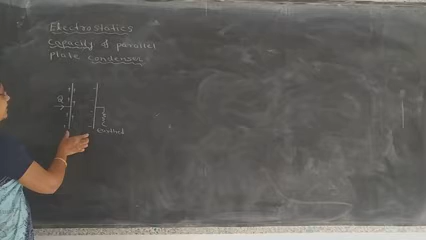 Electrostatics
Capacity of parallel
plate Condenser
Q
Earthed